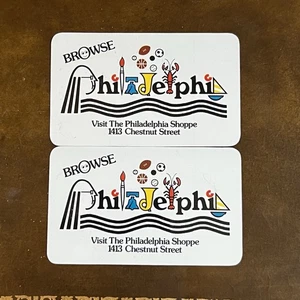 BROWSE
Philadelphia
Visit The Philadelphia Shoppe
1413 Chestnut Street
BROWSE
Philadelphia
Visit The Philadelphia Shoppe
1413 Chestnut Street